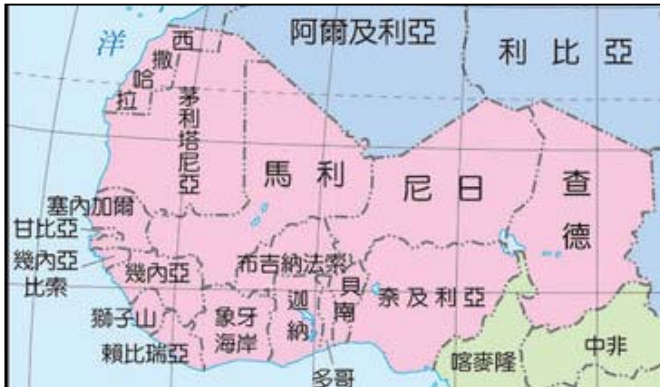 洋
西撒哈拉
阿爾及利亞
利比亞
茅利塔尼亞
馬利
尼日
查德
塞內加爾
甘比亞
幾內亞
比索
幾內亞
布吉納法索
獅子山
象牙
海岸
迦納
貝南
奈及利亞
賴比瑞亞
多哥
喀麥隆
中非